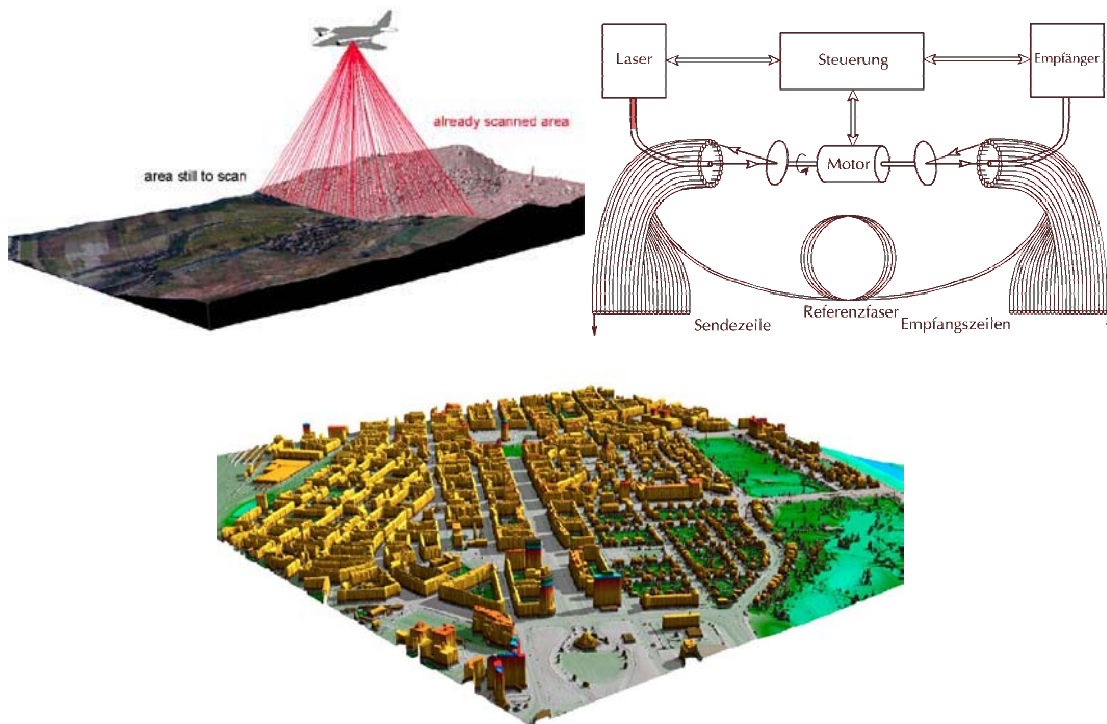 already scanned area
area still to scan
Laser
Steuerung
Empfänger
Motor
Referenzfaser
Sendezeile
Empfangszeilen